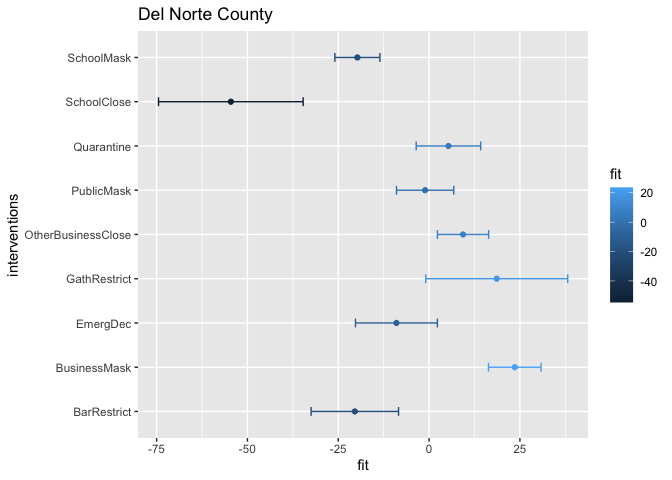 Del Norte County
SchoolMask
SchoolClose
Quarantine
PublicMask
OtherBusinessClose
GathRestrict
EmergDec
BusinessMask
BarRestrict
interventions
-75 -50 -25 0 25
fit
fit
20
0
-20
-40